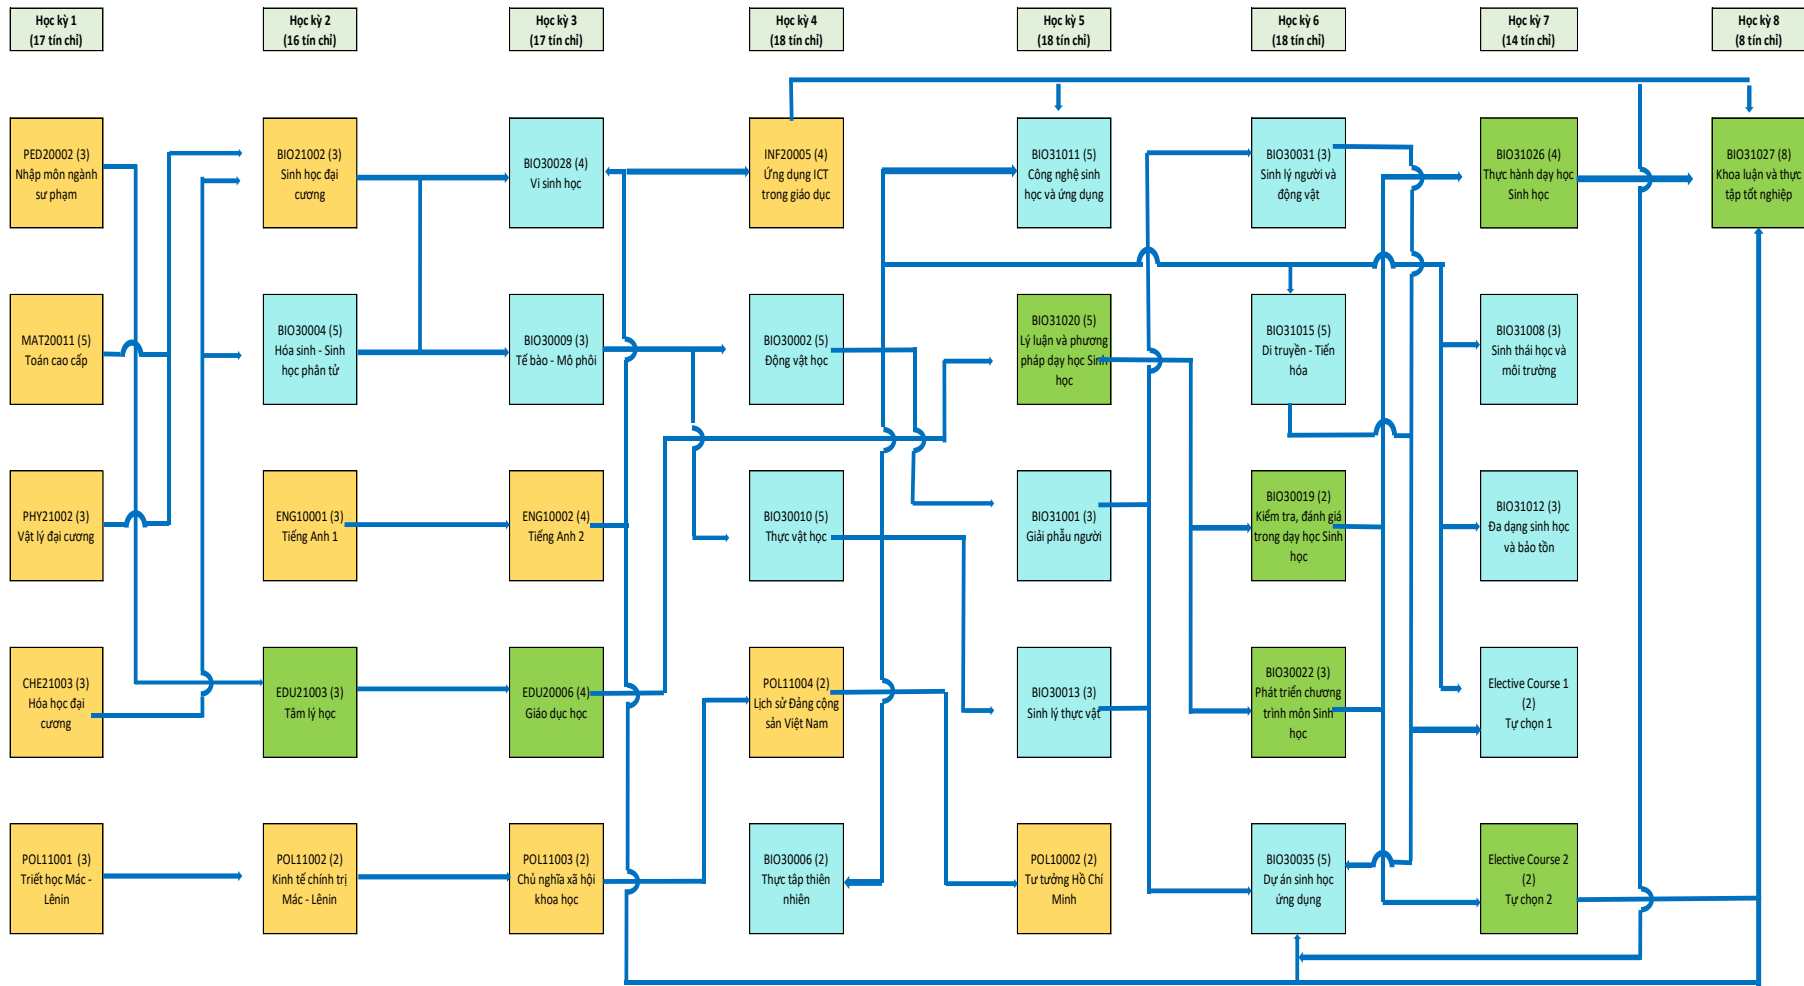 Học kỳ 1
(17 tín chỉ)
Học kỳ 2
(16 tín chỉ)
Học kỳ 3
(17 tín chỉ)
Học kỳ 4
(18 tín chỉ)
Học kỳ 5
(18 tín chỉ)
Học kỳ 6
(18 tín chỉ)
Học kỳ 7
(14 tín chỉ)
Học kỳ 8
(8 tín chỉ)
PED20002 (3)
Nhập môn ngành
sư phạm
BIO21002 (3)
Sinh học đại
cương
BIO30028 (4)
Vi sinh học
INF20005 (4)
Ứng dụng ICT
trong giáo dục
BIO31011 (5)
Công nghệ sinh
học và ứng dụng
BIO30031 (3)
Sinh lý người và
động vật
BIO31026 (4)
Thực hành dạy học
Sinh học
BIO31027 (8)
Khoa luận và thực
tập tốt nghiệp
MAT20011 (5)
Toán cao cấp
BIO30004 (5)
Hóa sinh - Sinh
học phân tử
BIO30009 (3)
Tế bào - Mô phôi
BIO30002 (5)
Động vật học
BIO31020 (5)
Lý luận và phương
pháp dạy học Sinh
học
BIO31015 (5)
Di truyền - Tiến
hóa
BIO31008 (3)
Sinh thái học và
môi trường
PHY21002 (3)
Vật lý đại cương
ENG10001 (3)
Tiếng Anh 1
ENG10002 (4)
Tiếng Anh 2
BIO30010 (5)
Thực vật học
BIO31001 (3)
Giải phẫu người
BIO30019 (2)
Kiểm tra, đánh giá
trong dạy học Sinh
học
BIO31012 (3)
Đa dạng sinh học
và bảo tồn
CHE21003 (3)
Hóa học đại
cương
EDU21003 (3)
Tâm lý học
EDU20006 (4)
Giáo dục học
POL11004 (2)
Lịch sử Đảng cộng
sản Việt Nam
BIO30013 (3)
Sinh lý thực vật
BIO30022 (3)
Phát triển chương
trình môn Sinh
học
Elective Course 1
(2)
Tự chọn 1
POL11001 (3)
Triết học Mác -
Lênin
POL11002 (2)
Kinh tế chính trị
Mác - Lênin
POL11003 (2)
Chủ nghĩa xã hội
khoa học
BIO30006 (2)
Thực tâp thiên
nhiên
POL10002 (2)
Tư tưởng Hồ Chí
Minh
BIO30035 (5)
Dự án sinh học
ứng dụng
Elective Course 2
(2)
Tự chọn 2